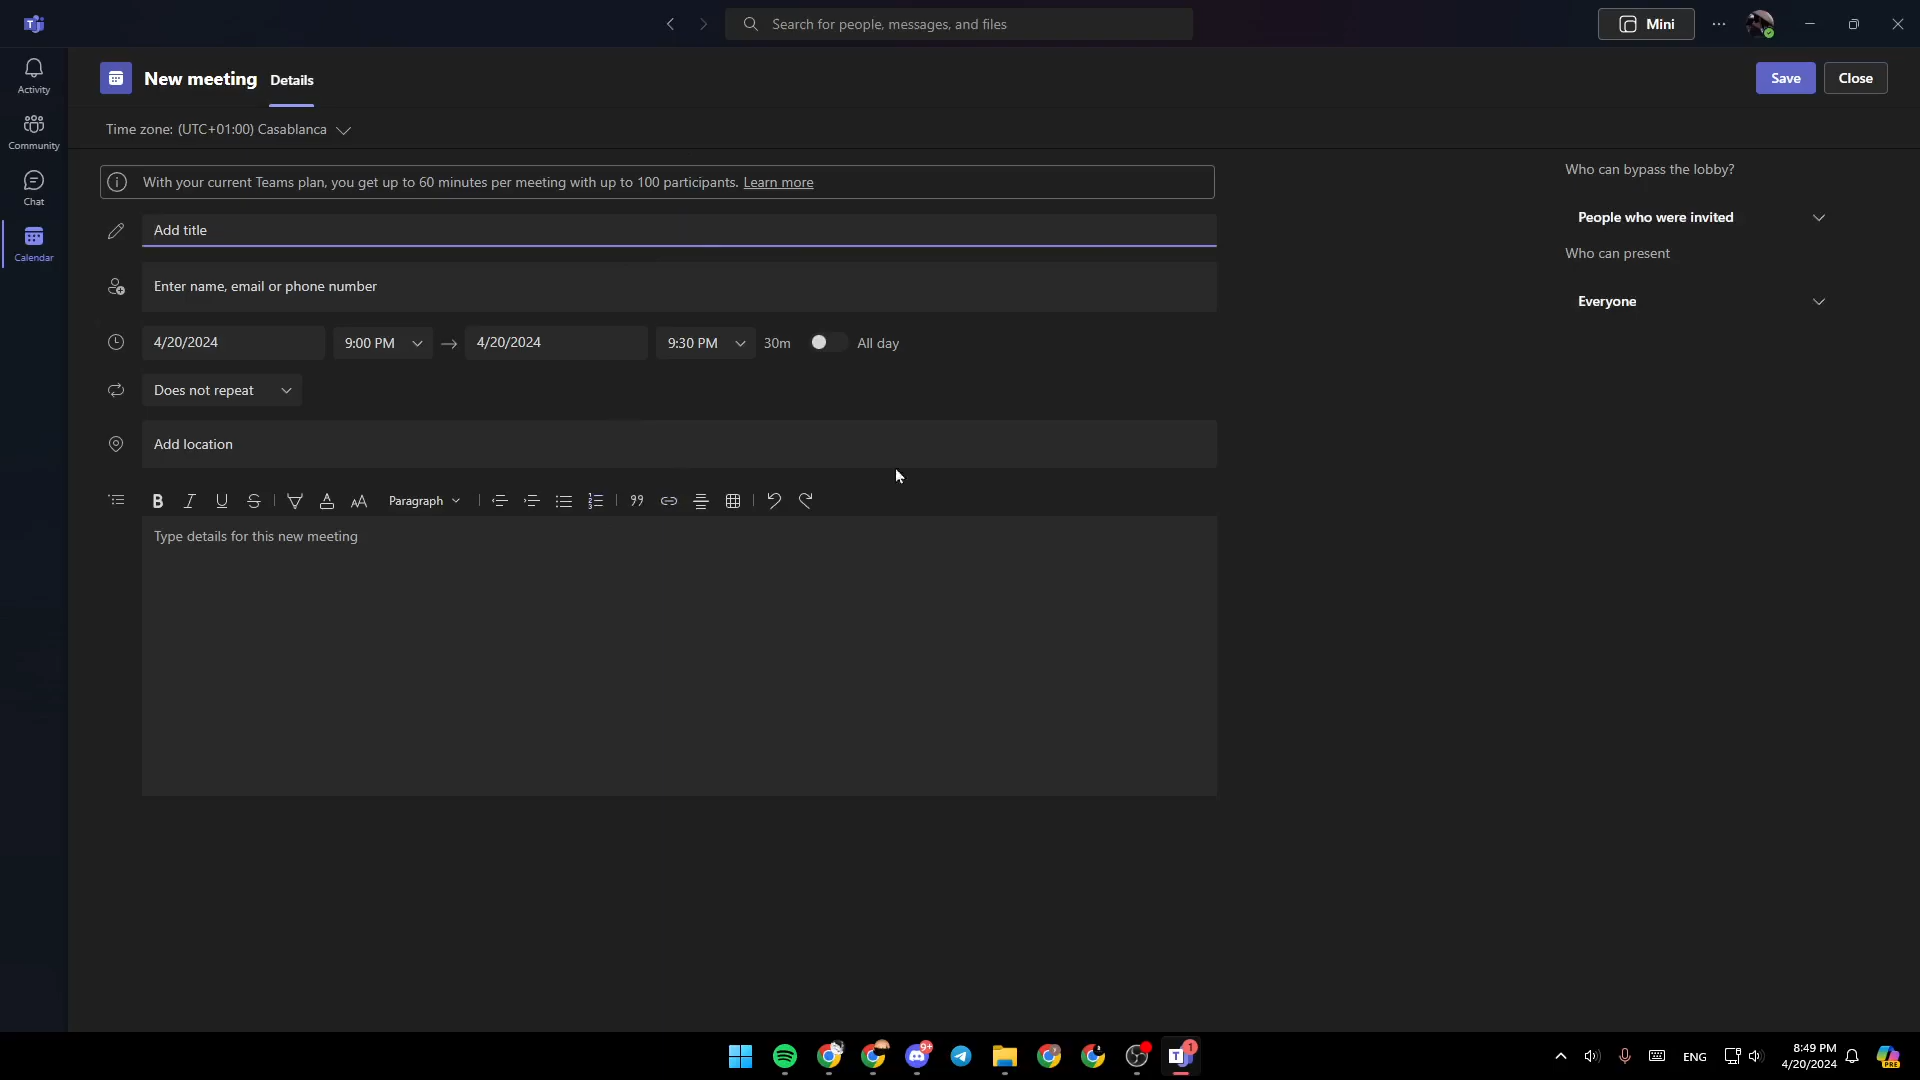 Search for people, messages, and files
Mini
Activity
Community
Chat
Calendar
New meeting Details
Save Close
Time zone: (UTC+01:00) Casablanca
With your current Teams plan, you get up to 60 minutes per meeting with up to 100 participants. Learn more
Add title
Enter name, email or phone number
4/20/2024 9:00 PM 4/20/2024 9:30 PM 30m All day
Does not repeat
Add location
B I U S A AA Paragraph
Type details for this new meeting
Who can bypass the lobby?
People who were invited
Who can present
Everyone
9+
1
ENG
8:49 PM
4/20/2024
PRE